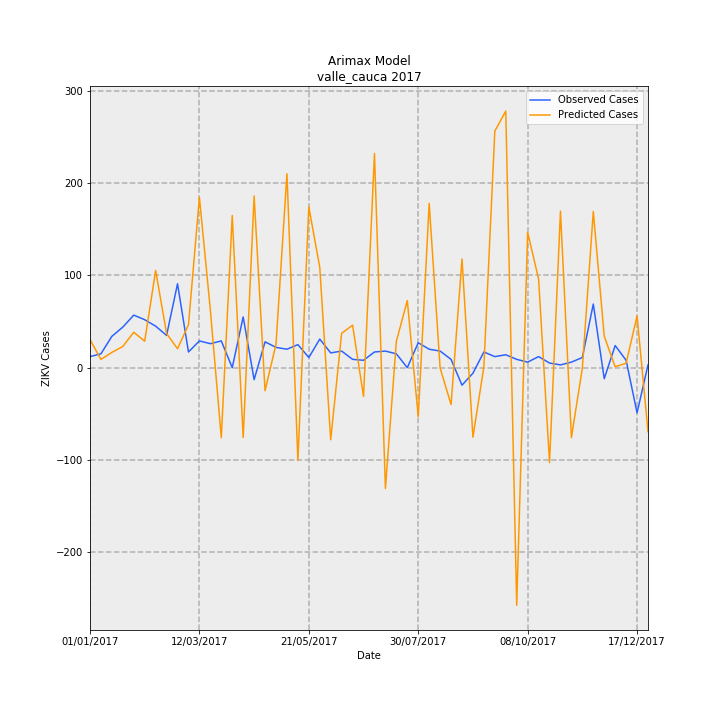 Arimax Model
valle_cauca 2017
Observed Cases
Predicted Cases
300
200
100
0
−100
−200
ZIKV Cases
01/01/2017 12/03/2017 21/05/2017 30/07/2017 08/10/2017 17/12/2017
Date